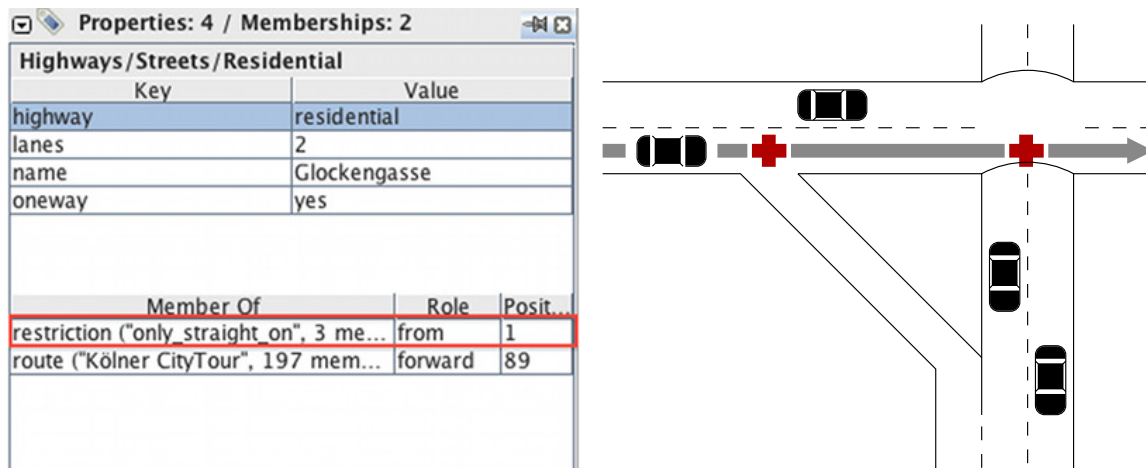 Properties: 4 / Memberships: 2
Highways/Streets/Residential
Key Value
highway residential
lanes 2
name Glockengasse
oneway yes
Member Of Role Posit...
restriction ("only_straight_on", 3 me... from 1
route ("Kölner CityTour", 197 mem... forward 89